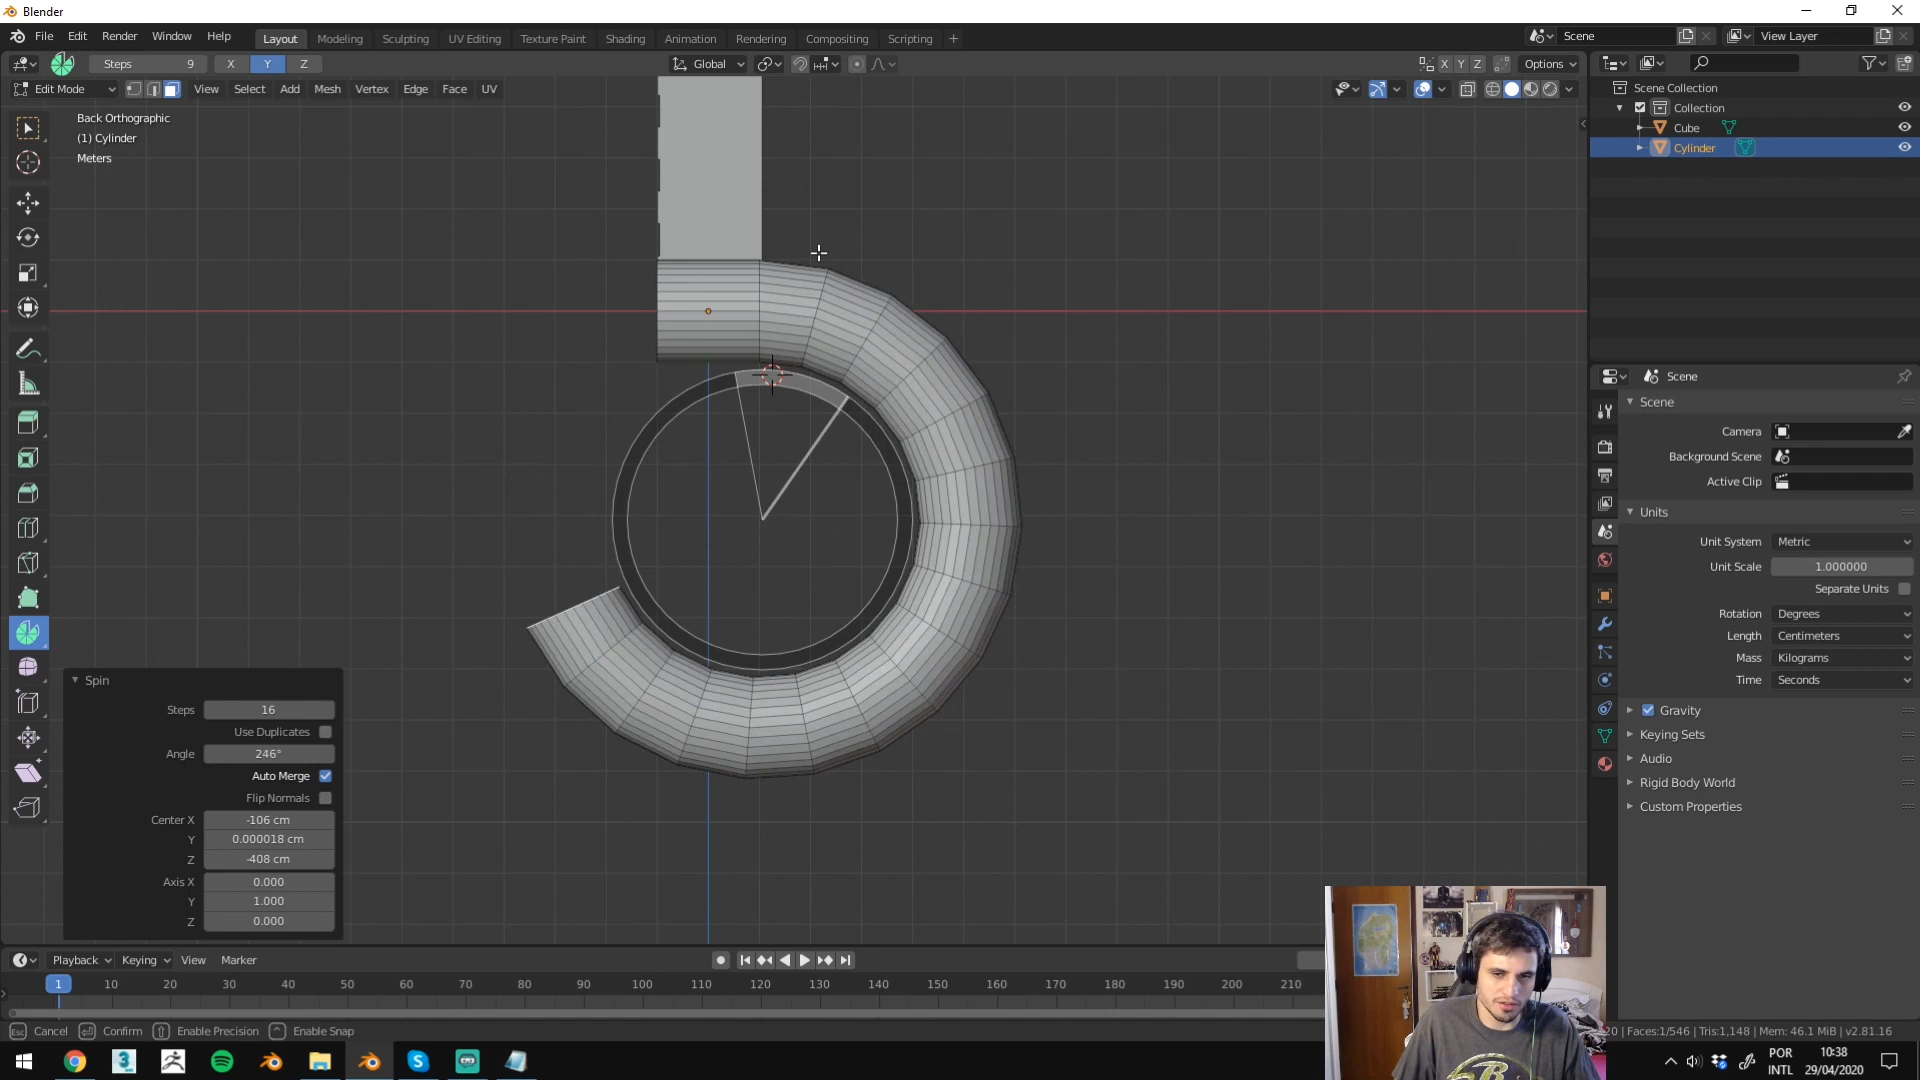 Blender
File Edit Render Window Help
Layout Modeling Sculpting UV Editing Texture Paint Shading Animation Rendering Compositing Scripting +
Scene
View Layer
Steps 9 X Y Z
Global
X Y Z
Options
Edit Mode View Select Add Mesh Vertex Edge Face UV
Back Orthographic
(1) Cylinder
Meters
Scene Collection
Collection
Cube
Cylinder
Scene
Scene
Camera
Background Scene
Active Clip
Units
Unit System Metric
Unit Scale 1.000000
Separate Units
Rotation Degrees
Length Centimeters
Mass Kilograms
Time Seconds
Gravity
Keying Sets
Audio
Rigid Body World
Custom Properties
Spin
Steps 16
Use Duplicates
Angle 246°
Auto Merge
Flip Normals
Center X -106 cm
Y 0.000018 cm
Z -408 cm
Axis X 0.000
Y 1.000
Z 0.000
Playback Keying View Marker
1 10 20 30 40 50 60 70 80 90 100 110 120 130 140 150 160 170 180 190 200 210
Esc Cancel Confirm Enable Precision Enable Snap
20 | Faces:1/546 | Tris:1,148 | Mem: 46.1 MiB | v2.81.16
POR
INTL
10:38
29/04/2020